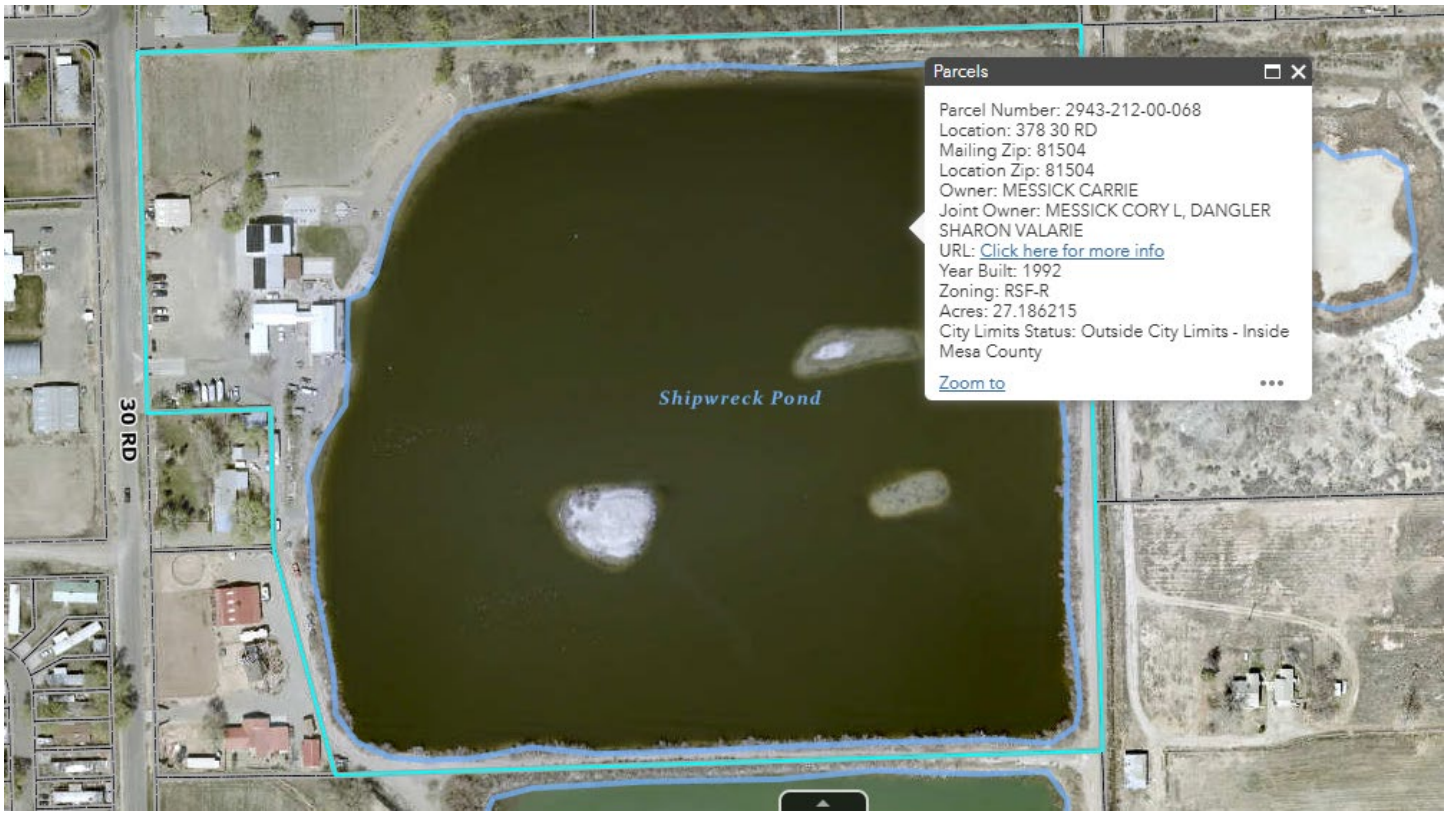 Parcels
Parcel Number: 2943-212-00-068
Location: 378 30 RD
Mailing Zip: 81504
Location Zip: 81504
Owner: MESSICK CARRIE
Joint Owner: MESSICK CORY L, DANGLER
SHARON VALARIE
URL: Click here for more info
Year Built: 1992
Zoning: RSF-R
Acres: 27.186215
City Limits Status: Outside City Limits - Inside
Mesa County
Zoom to
Shipwreck Pond
30 RD